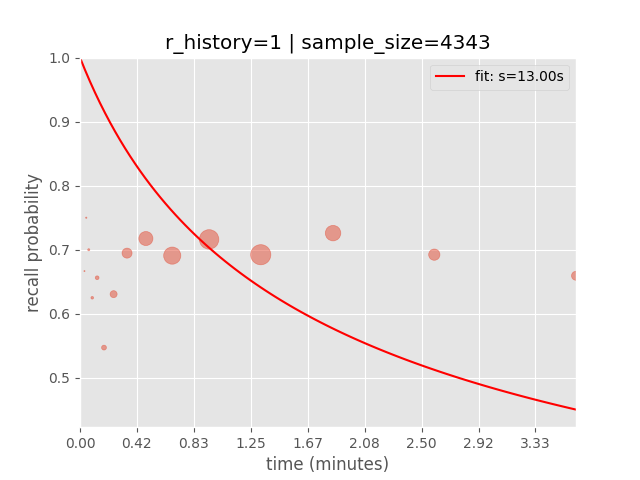 r_history=1 | sample_size=4343
fit: s=13.00s
recall probability
1.0
0.9
0.8
0.7
0.6
0.5
0.00 0.42 0.83 1.25 1.67 2.08 2.50 2.92 3.33
time (minutes)